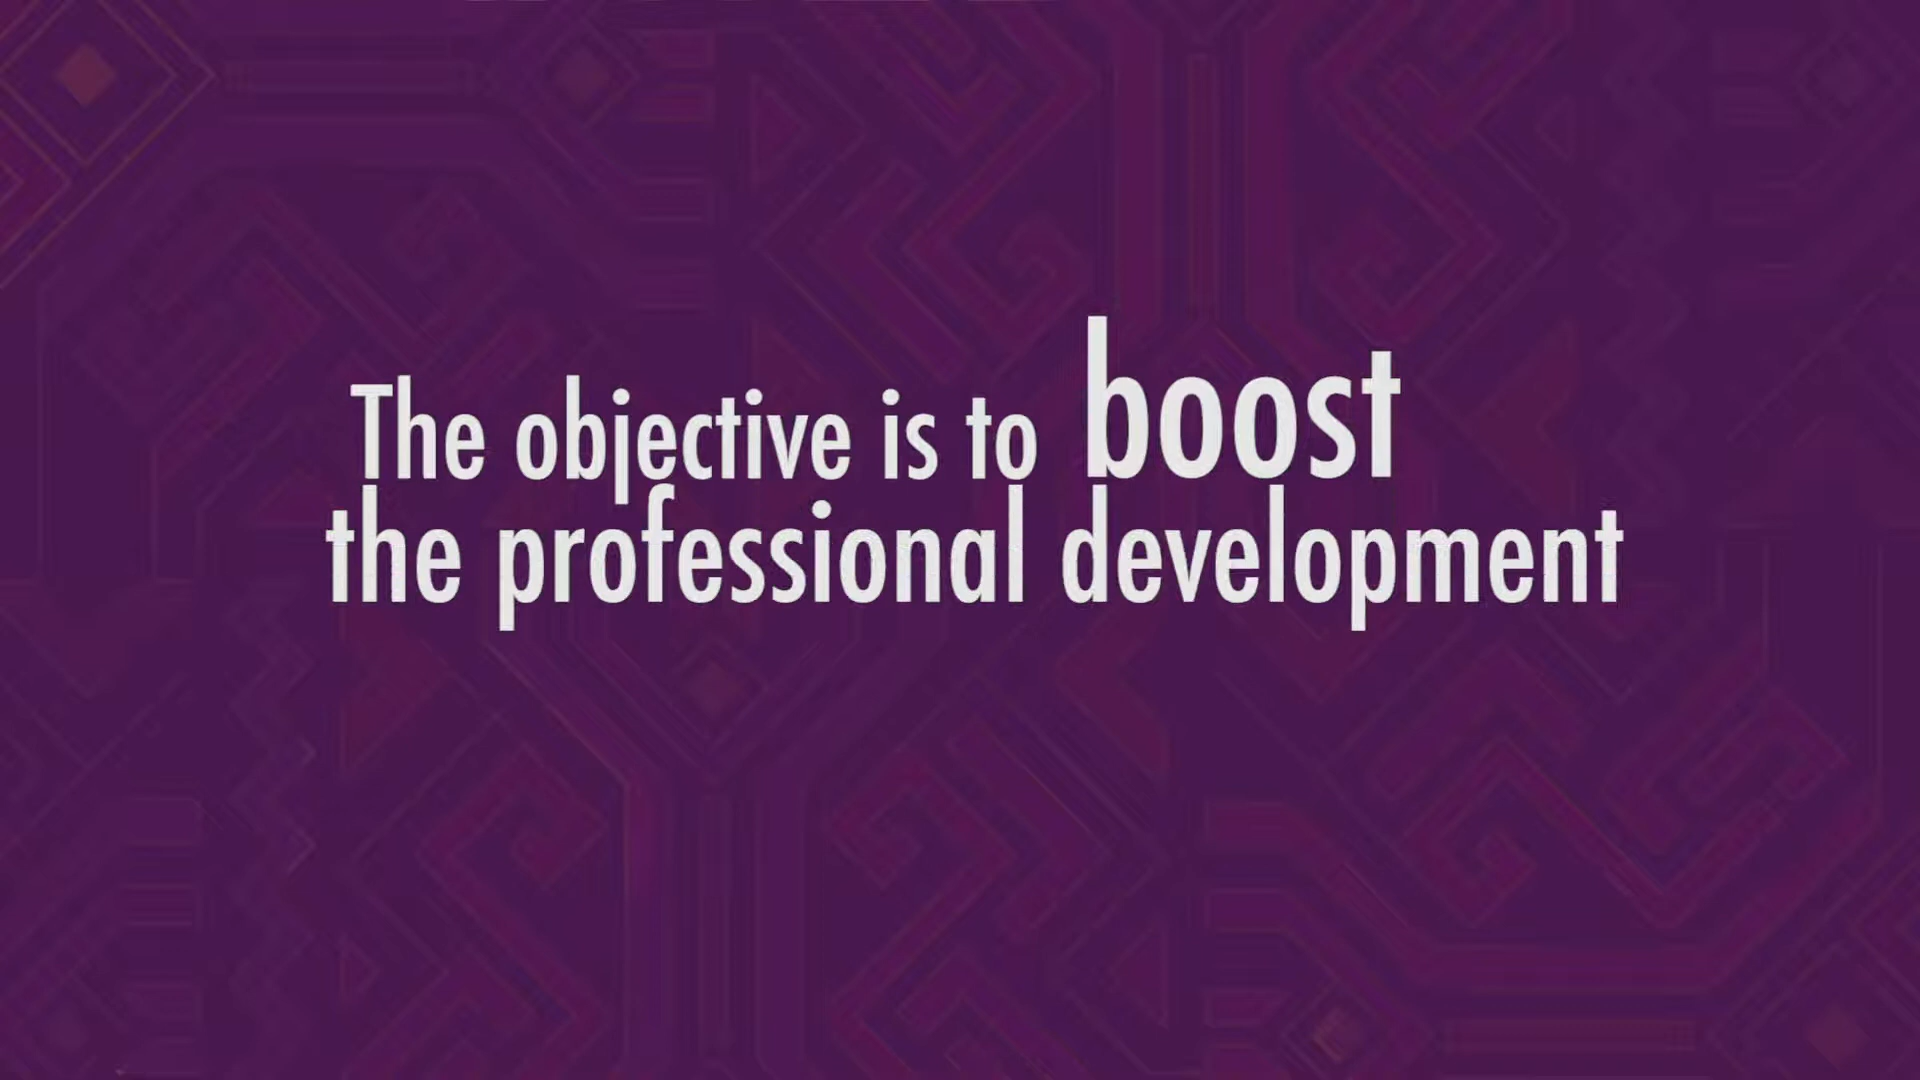 The objective is to boost
the professional development